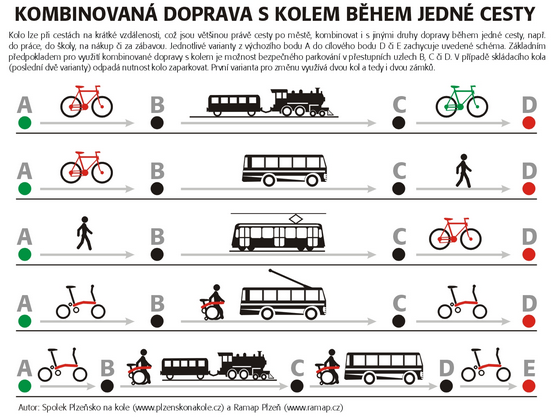 KOMBINOVANÁ DOPRAVA S KOLEM BĚHEM JEDNÉ CESTY
Kolo lze při cestách na krátké vzdálenosti, což jsou většinou právě cesty po městě, kombinovat i s jinými druhy dopravy během jedné cesty, např.
do práce, do školy, na nákup či za zábavou. Jednotlivé varianty z výchozího bodu A do cílového bodu D či E zachycuje uvedené schéma. Základním
předpokladem pro využití kombinované dopravy s kolem je možnost bezpečného parkování v přestupních uzlech B, C či D. V případě skládacího kola
(poslední dvě varianty) odpadá nutnost kolo zaparkovat. První varianta pro změnu využívá dvou kol a tedy i dvou zámků.
A B C D
A B C D
A B C D
A B C D
A B C D E
Autor: Spolek Plzeňsko na kole (www.plzenskonakole.cz) a Ramap Plzeň (www.ramap.cz)